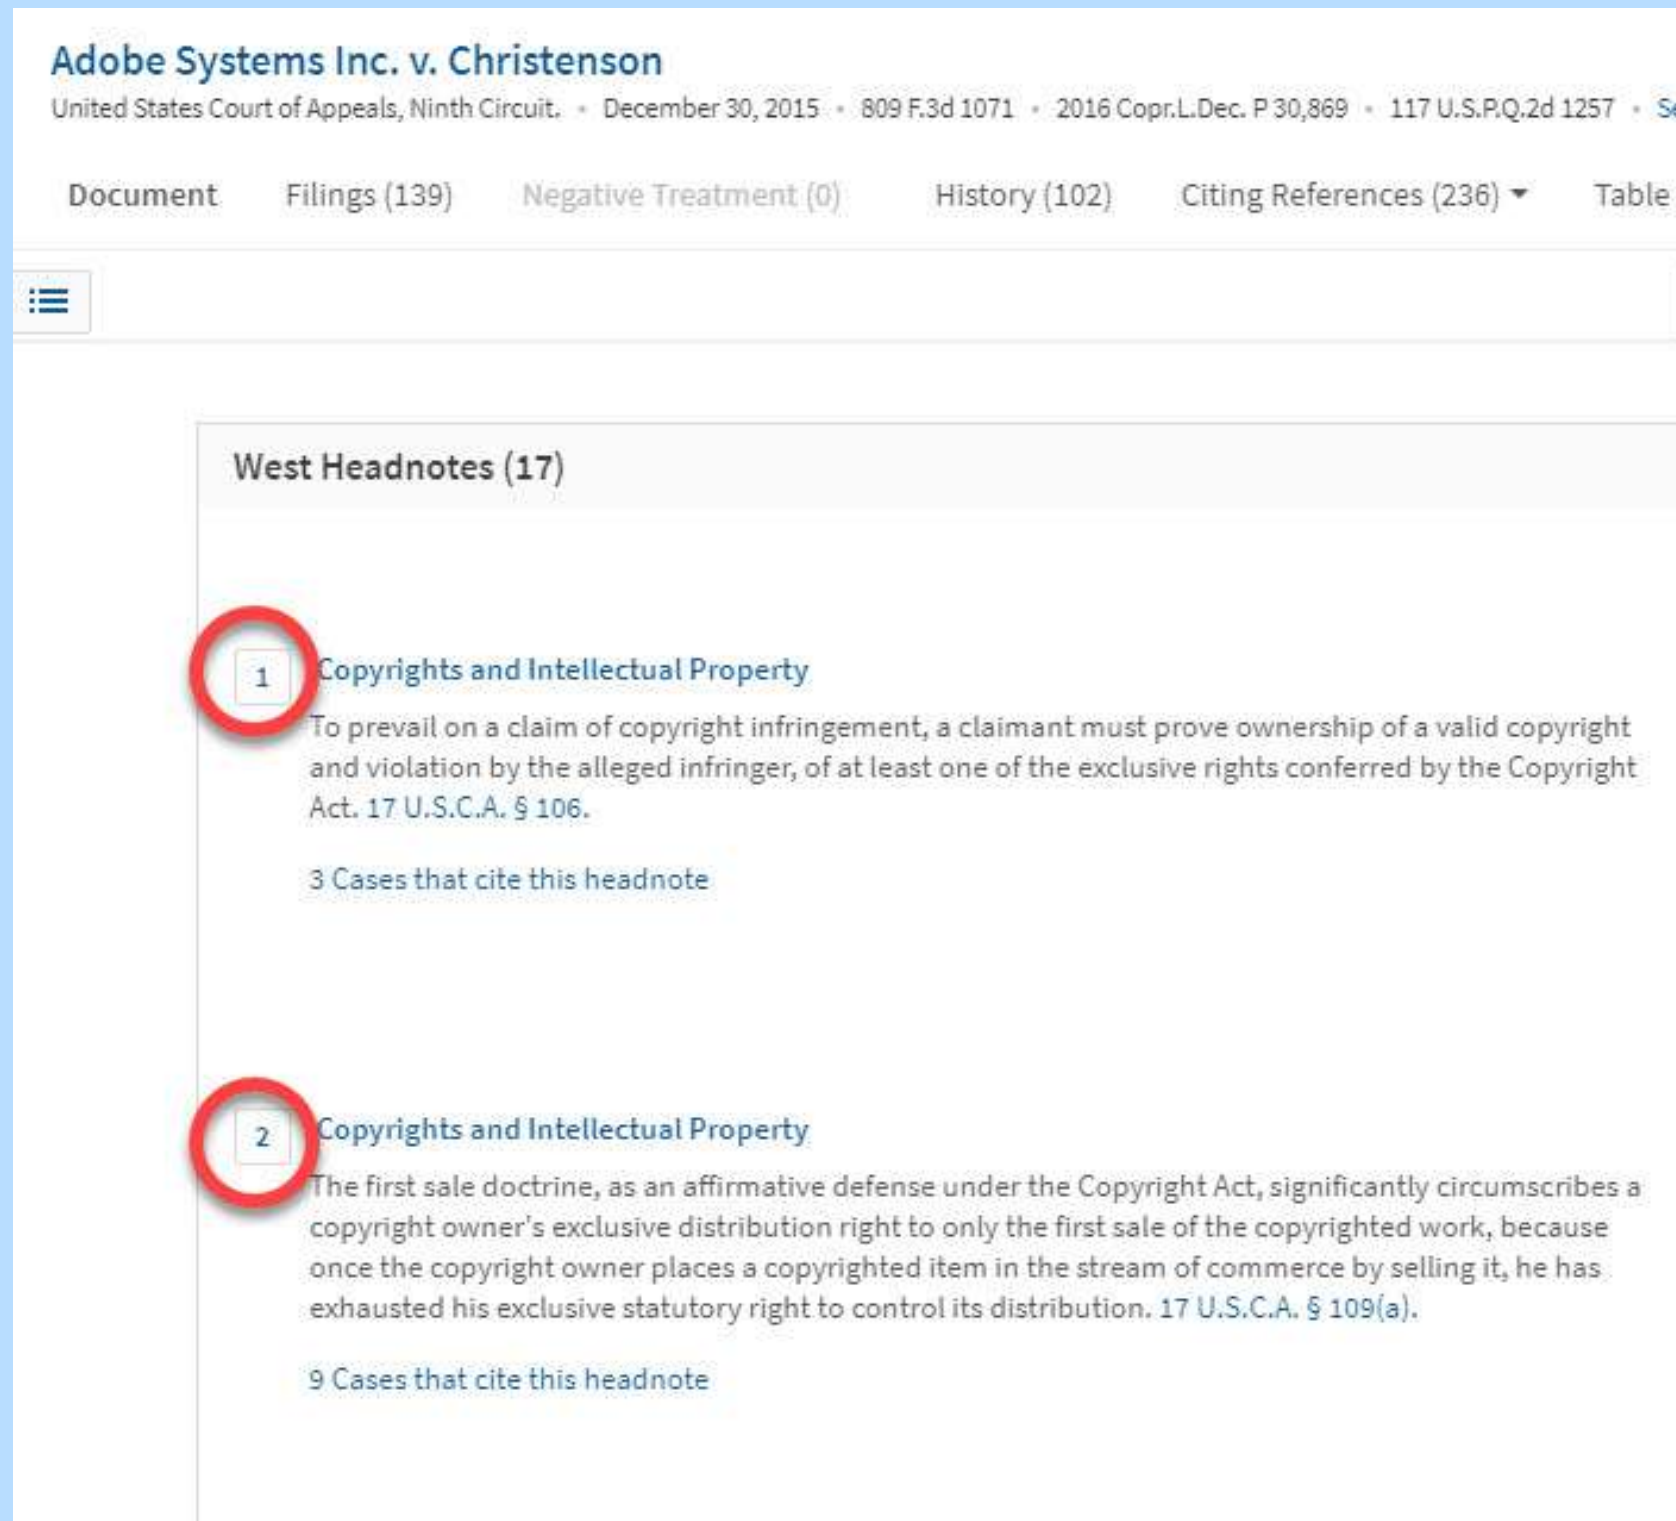 Adobe Systems Inc. v. Christenson
United States Court of Appeals, Ninth Circuit. • December 30, 2015 • 809 F.3d 1071 • 2016 Copr.L.Dec. P 30,869 • 117 U.S.P.Q.2d 1257 •
Document Filings (139) Negative Treatment (0) History (102) Citing References (236) Table
West Headnotes (17)
1 Copyrights and Intellectual Property
To prevail on a claim of copyright infringement, a claimant must prove ownership of a valid copyright
and violation by the alleged infringer, of at least one of the exclusive rights conferred by the Copyright
Act. 17 U.S.C.A. § 106.
3 Cases that cite this headnote
2 Copyrights and Intellectual Property
The first sale doctrine, as an affirmative defense under the Copyright Act, significantly circumscribes a
copyright owner's exclusive distribution right to only the first sale of the copyrighted work, because
once the copyright owner places a copyrighted item in the stream of commerce by selling it, he has
exhausted his exclusive statutory right to control its distribution. 17 U.S.C.A. § 109(a).
9 Cases that cite this headnote